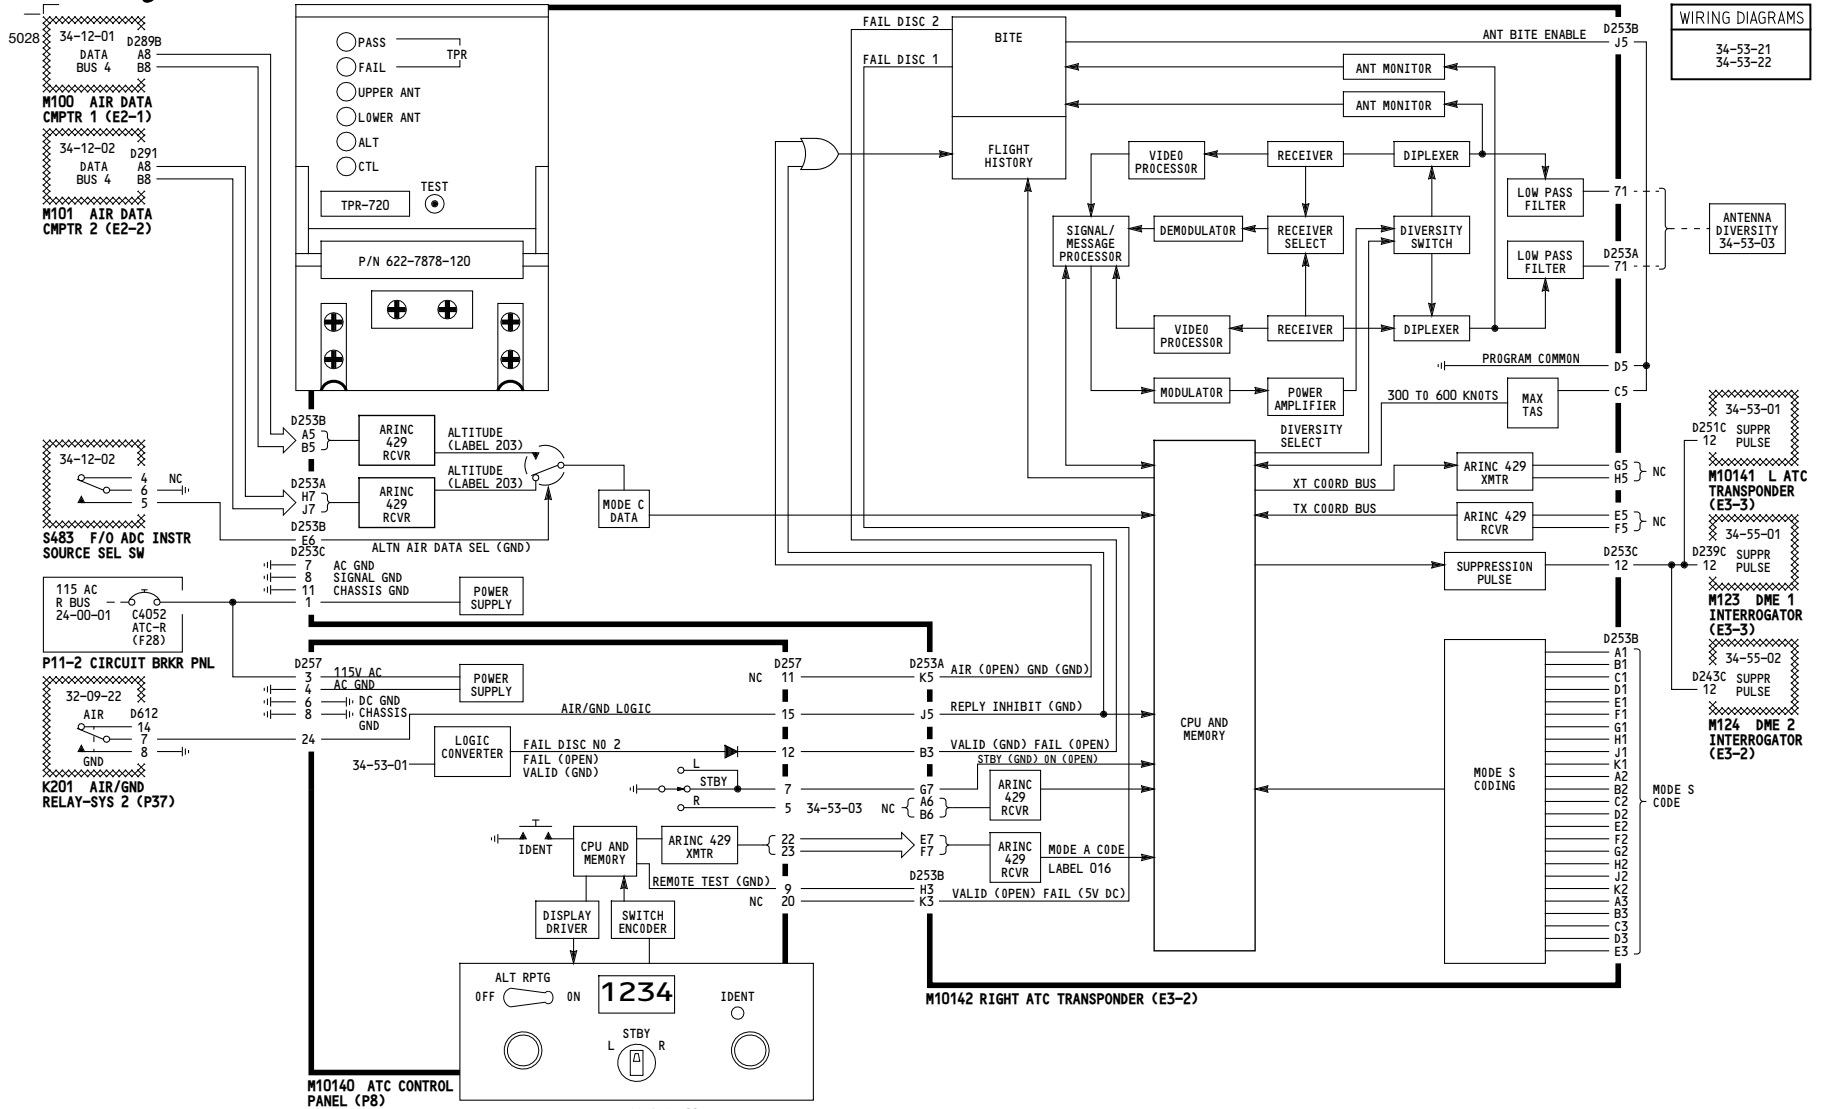 5028
34-12-01
D289B
DATA
BUS 4
A8
B8
M100 AIR DATA
CMPTR 1 (E2-1)
34-12-02
D291
DATA
BUS 4
A8
B8
M101 AIR DATA
CMPTR 2 (E2-2)
34-12-02
4
6
5
NC
S483 F/O ADC INSTR
SOURCE SEL SW
115 AC
R BUS
24-00-01
C4052
ATC-R
(F28)
P11-2 CIRCUIT BRKR PNL
32-09-22
AIR
D612
14
7
8
GND
K201 AIR/GND
RELAY-SYS 2 (P37)
PASS
TPR
FAIL
UPPER ANT
LOWER ANT
ALT
CTL
TEST
TPR-720
P/N 622-7878-120
D253B
A5
B5
ARINC
429
RCVR
ALTITUDE
(LABEL 203)
ALTITUDE
(LABEL 203)
D253A
H7
J7
ARINC
429
RCVR
MODE C
DATA
D253B
E6
ALTN AIR DATA SEL (GND)
D253C
7 AC GND
8 SIGNAL GND
11 CHASSIS GND
1
POWER
SUPPLY
D257
3 115V AC
4 AC GND
6 DC GND
8 CHASSIS
GND
24
POWER
SUPPLY
AIR/GND LOGIC
LOGIC
CONVERTER
34-53-01
FAIL DISC NO 2
FAIL (OPEN)
VALID (GND)
L
STBY
R
D257
NC 11
15
12
7
5 34-53-03
NC
22
23
9
NC 20
IDENT
CPU AND
MEMORY
ARINC 429
XMTR
REMOTE TEST (GND)
DISPLAY
DRIVER
SWITCH
ENCODER
ALT RPTG
OFF
ON
1234
IDENT
STBY
L
R
M10140 ATC CONTROL
PANEL (P8)
D253A
K5 AIR (OPEN) GND (GND)
J5 REPLY INHIBIT (GND)
B3 VALID (GND) FAIL (OPEN)
STBY (GND) ON (OPEN)
G7
A6
B6
ARINC
429
RCVR
E7
F7
ARINC
429
RCVR
MODE A CODE
LABEL 016
D253B
H3
K3
VALID (OPEN) FAIL (5V DC)
M10142 RIGHT ATC TRANSPONDER (E3-2)
FAIL DISC 2
FAIL DISC 1
BITE
FLIGHT
HISTORY
ANT BITE ENABLE
ANT MONITOR
ANT MONITOR
VIDEO
PROCESSOR
RECEIVER
DIPLEXER
LOW PASS
FILTER
SIGNAL/
MESSAGE
PROCESSOR
DEMODULATOR
RECEIVER
SELECT
DIVERSITY
SWITCH
LOW PASS
FILTER
VIDEO
PROCESSOR
RECEIVER
DIPLEXER
MODULATOR
POWER
AMPLIFIER
PROGRAM COMMON
300 TO 600 KNOTS
MAX
TAS
DIVERSITY
SELECT
XT COORD BUS
ARINC 429
XMTR
TX COORD BUS
ARINC 429
RCVR
SUPPRESSION
PULSE
CPU AND
MEMORY
MODE S
CODING
D253B
J5
71
D253A
71
D5
C5
G5
H5
NC
E5
F5
NC
D253C
12
D253B
A1
B1
C1
D1
E1
F1
G1
H1
J1
K1
A2
B2
C2
D2
E2
F2
G2
H2
J2
K2
A3
B3
C3
D3
E3
MODE S
CODE
WIRING DIAGRAMS
34-53-21
34-53-22
ANTENNA
DIVERSITY
34-53-03
34-53-01
D251C
12
SUPPR
PULSE
M10141 L ATC
TRANSPONDER
(E3-3)
34-55-01
D239C
12
SUPPR
PULSE
M123 DME 1
INTERROGATOR
(E3-3)
34-55-02
D243C
12
SUPPR
PULSE
M124 DME 2
INTERROGATOR
(E3-2)